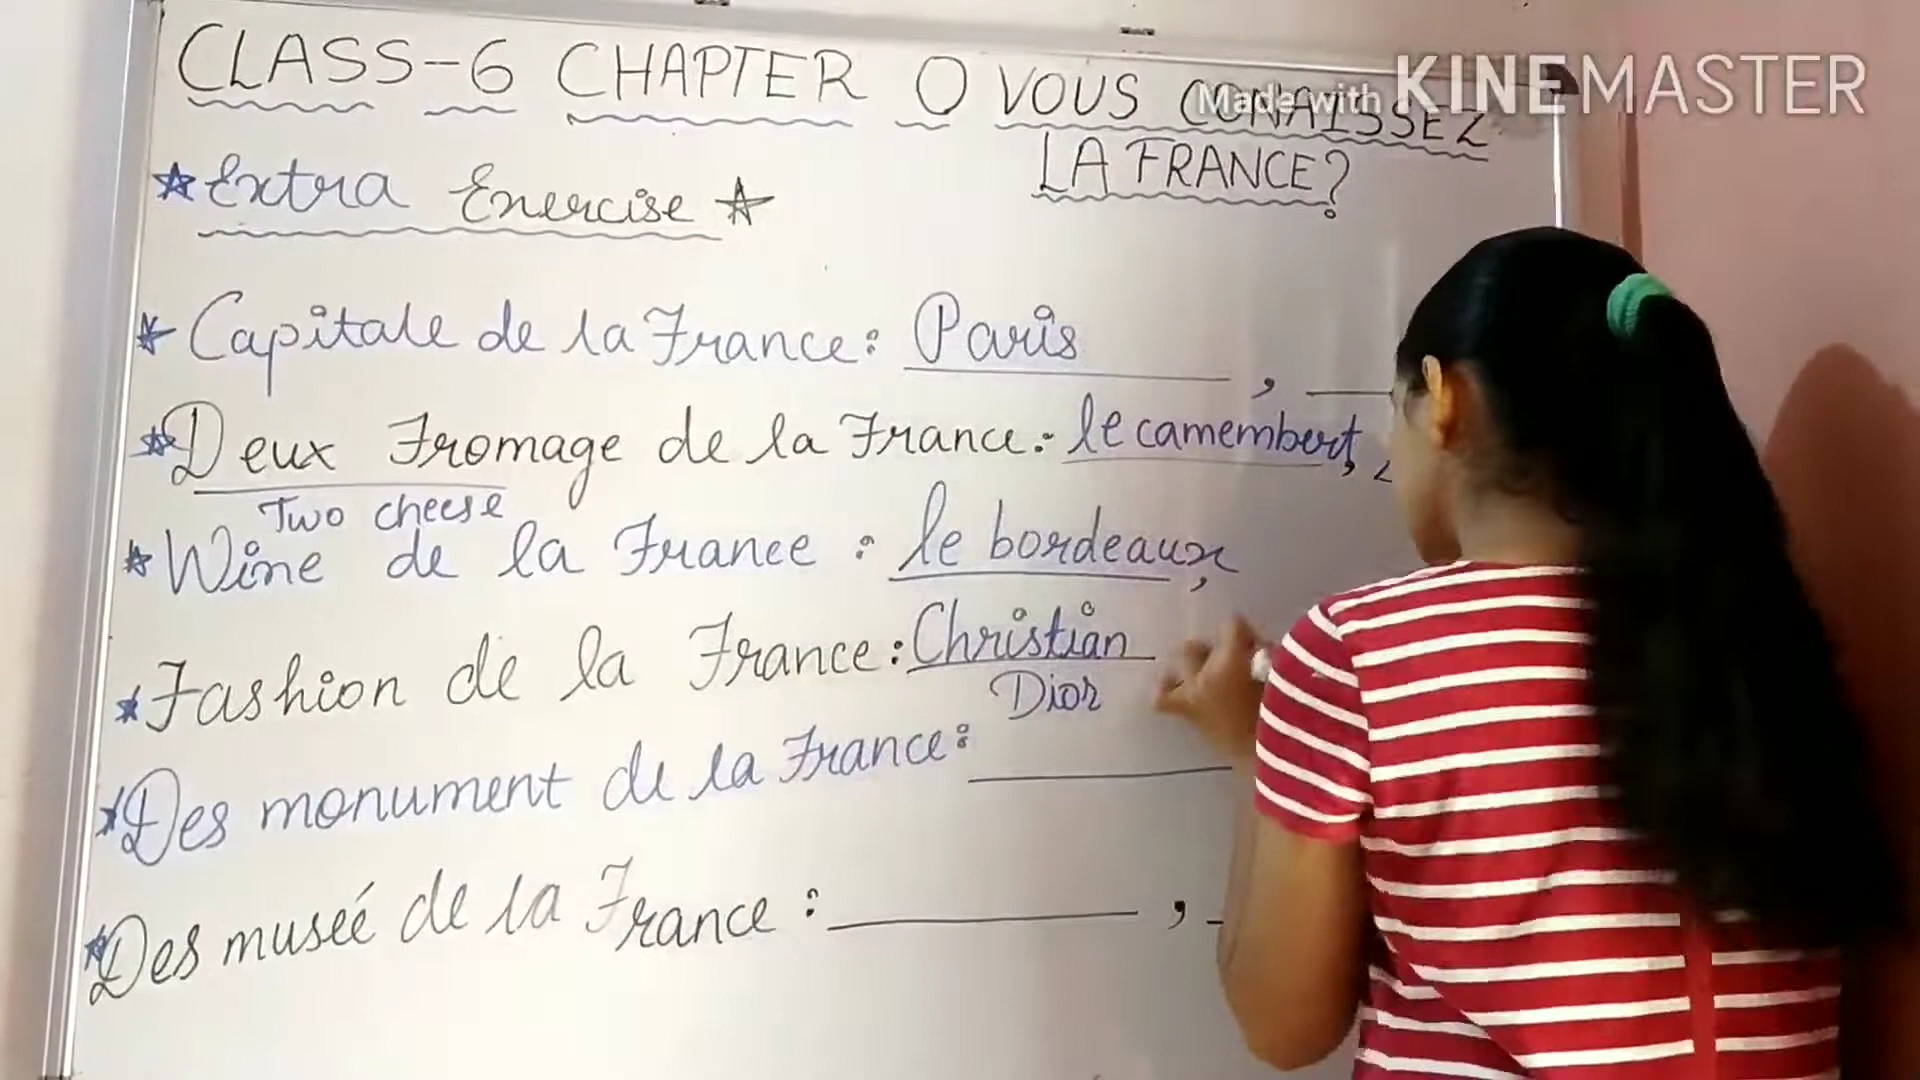 CLASS-6 CHAPTER 0 VOUS CONAISSEZ
LA FRANCE?
Made with KINEMASTER
Extra Exercise
Capitale de la France: Paris ,
Deux Fromage de la France: le camembert,
Two cheese
Wine de la France : le bordeaux,
Fashion de la France: Christian
Dior
Des monument de la France:
Des museé de la France : ,